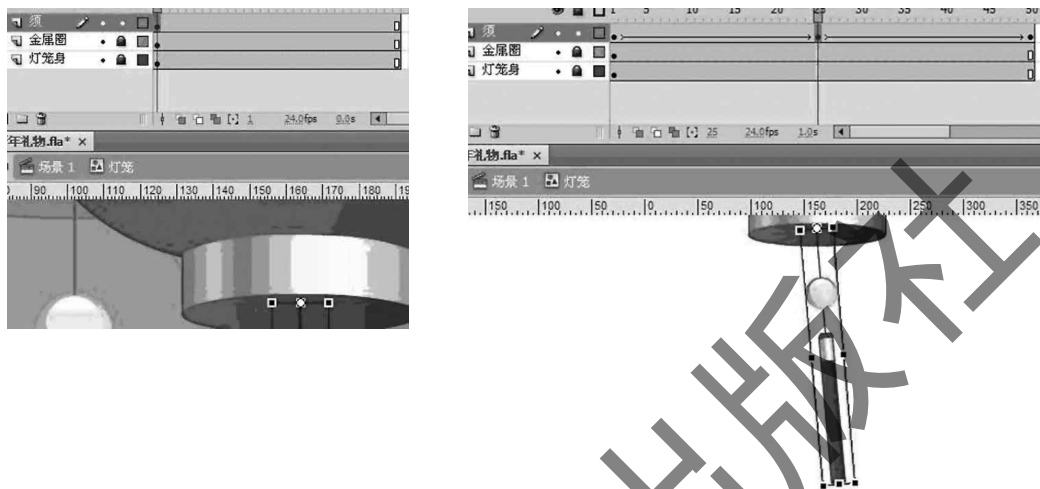 须
金属圈
灯笼身
1 24.0fps 0.0s
年礼物.fla* ×
场景 1 灯笼
90 100 110 120 130 140 150 160 170 180 19
1 5 10 15 20 25 30 35 40 45 50
须
金属圈
灯笼身
25 24.0fps 1.0s
礼物.fla* ×
场景 1 灯笼
150 100 50 0 50 100 150 200 250 300 350
出版社